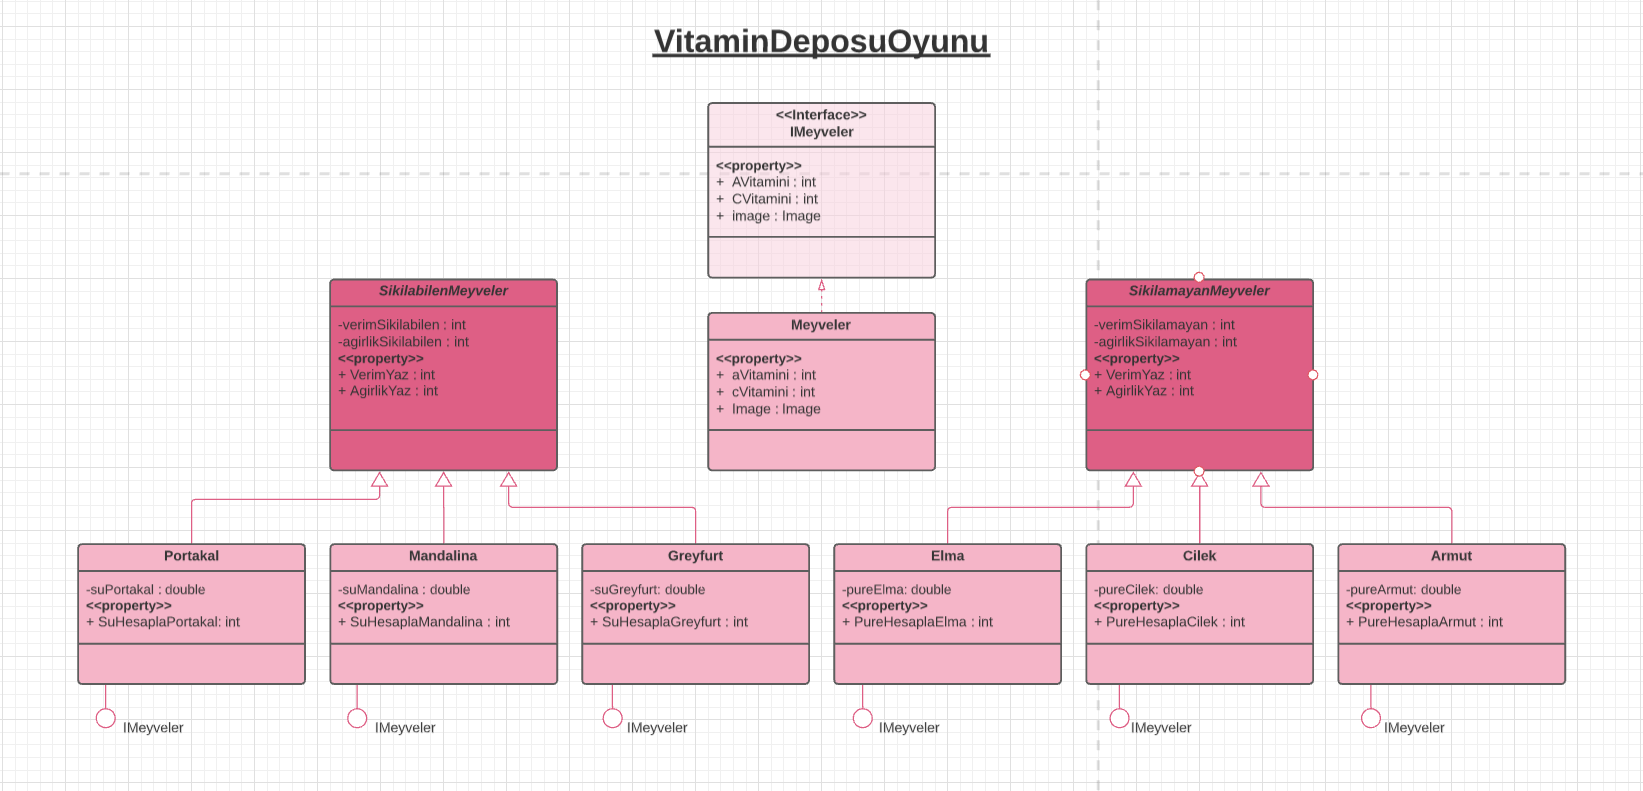 VitaminDeposuOyunu
<<Interface>>
IMeyveler
<<property>>
+ AVitamini : int
+ CVitamini : int
+ image : Image
SikilabilenMeyveler
-verimSikilabilen : int
-agirlikSikilabilen : int
<<property>>
+ VerimYaz : int
+ AgirlikYaz : int
Meyveler
<<property>>
+ aVitamini : int
+ cVitamini : int
+ Image : Image
SikilamayanMeyveler
-verimSikilamayan : int
-agirlikSikilamayan : int
<<property>>
+ VerimYaz : int
+ AgirlikYaz : int
Portakal
-suPortakal : double
<<property>>
+ SuHesaplaPortakal: int
IMeyveler
Mandalina
-suMandalina : double
<<property>>
+ SuHesaplaMandalina : int
IMeyveler
Greyfurt
-suGreyfurt: double
<<property>>
+ SuHesaplaGreyfurt : int
IMeyveler
Elma
-pureElma: double
<<property>>
+ PureHesaplaElma : int
IMeyveler
Cilek
-pureCilek: double
<<property>>
+ PureHesaplaCilek : int
IMeyveler
Armut
-pureArmut: double
<<property>>
+ PureHesaplaArmut : int
IMeyveler